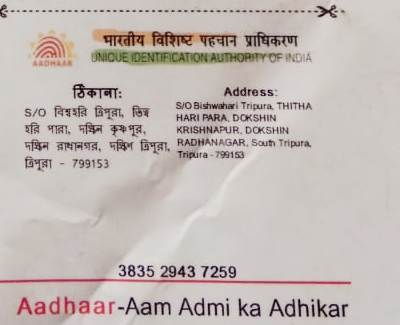 भारतीय विशिष्ट पहचान प्राधिकरण
AADHAAR
UNIQUE IDENTIFICATION AUTHORITY OF INDIA
ঠিকানা:
S/O বিশ্বহরি ত্রিপুরা, তিথ
হরি পারা, দক্ষিন কৃষ্ণপুর,
দক্ষিন রাধানগর, দক্ষিণ ত্রিপুরা,
ত্রিপুরা - 799153
Address:
S/O Bishwahari Tripura, THITHA
HARI PARA, DOKSHIN
KRISHNAPUR, DOKSHIN
RADHANAGAR, South Tripura,
Tripura - 799153
3835 2943 7259
Aadhaar-Aam Admi ka Adhikar